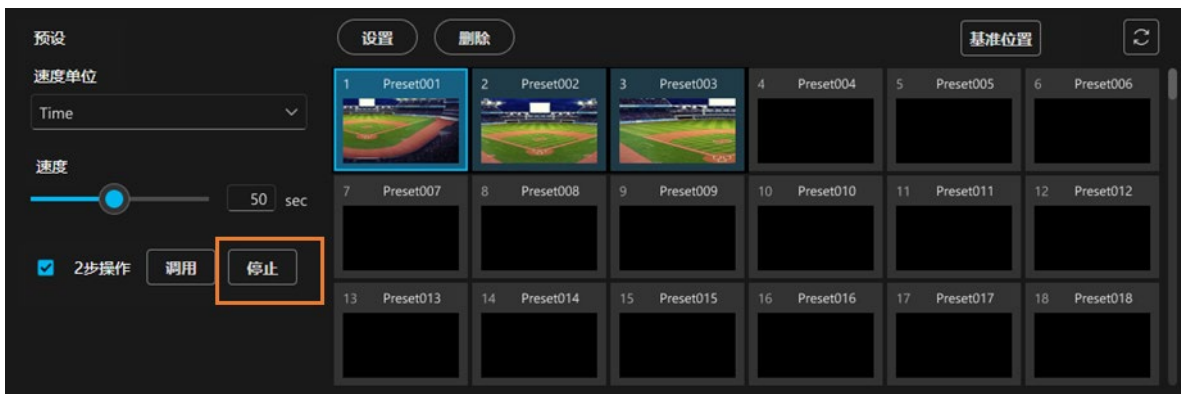 预设
设置
删除
基准位置
速度单位
Time
速度
50 sec
2步操作
调用
停止
1 Preset001
2 Preset002
3 Preset003
4 Preset004
5 Preset005
6 Preset006
7 Preset007
8 Preset008
9 Preset009
10 Preset010
11 Preset011
12 Preset012
13 Preset013
14 Preset014
15 Preset015
16 Preset016
17 Preset017
18 Preset018